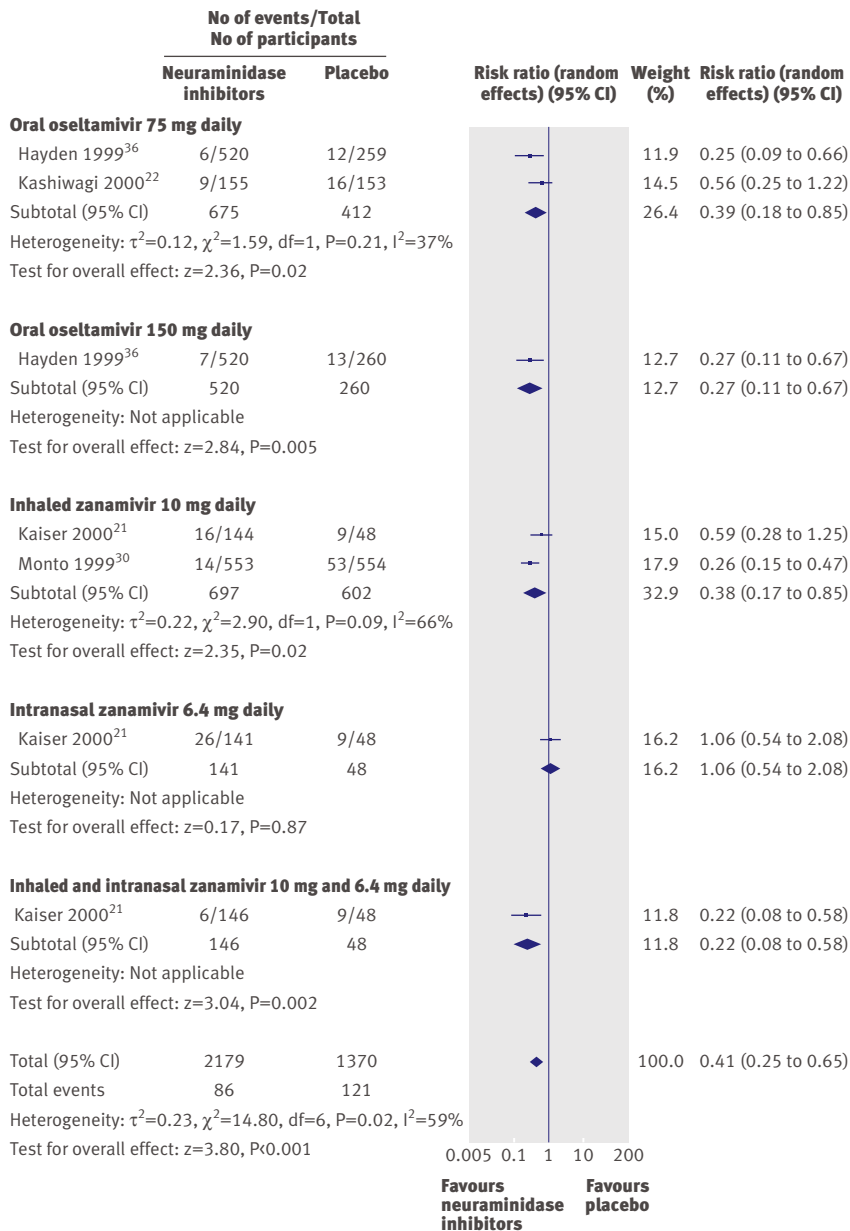 No of events/Total
No of participants
Neuraminidase inhibitors Placebo Risk ratio (random effects) (95% CI) Weight (%) Risk ratio (random effects) (95% CI)
Oral oseltamivir 75 mg daily
Hayden 1999³⁶ 6/520 12/259 11.9 0.25 (0.09 to 0.66)
Kashiwagi 2000²² 9/155 16/153 14.5 0.56 (0.25 to 1.22)
Subtotal (95% CI) 675 412 26.4 0.39 (0.18 to 0.85)
Heterogeneity: τ²=0.12, χ²=1.59, df=1, P=0.21, I²=37%
Test for overall effect: z=2.36, P=0.02
Oral oseltamivir 150 mg daily
Hayden 1999³⁶ 7/520 13/260 12.7 0.27 (0.11 to 0.67)
Subtotal (95% CI) 520 260 12.7 0.27 (0.11 to 0.67)
Heterogeneity: Not applicable
Test for overall effect: z=2.84, P=0.005
Inhaled zanamivir 10 mg daily
Kaiser 2000²¹ 16/144 9/48 15.0 0.59 (0.28 to 1.25)
Monto 1999³⁰ 14/553 53/554 17.9 0.26 (0.15 to 0.47)
Subtotal (95% CI) 697 602 32.9 0.38 (0.17 to 0.85)
Heterogeneity: τ²=0.22, χ²=2.90, df=1, P=0.09, I²=66%
Test for overall effect: z=2.35, P=0.02
Intranasal zanamivir 6.4 mg daily
Kaiser 2000²¹ 26/141 9/48 16.2 1.06 (0.54 to 2.08)
Subtotal (95% CI) 141 48 16.2 1.06 (0.54 to 2.08)
Heterogeneity: Not applicable
Test for overall effect: z=0.17, P=0.87
Inhaled and intranasal zanamivir 10 mg and 6.4 mg daily
Kaiser 2000²¹ 6/146 9/48 11.8 0.22 (0.08 to 0.58)
Subtotal (95% CI) 146 48 11.8 0.22 (0.08 to 0.58)
Heterogeneity: Not applicable
Test for overall effect: z=3.04, P=0.002
Total (95% CI) 2179 1370 100.0 0.41 (0.25 to 0.65)
Total events 86 121
Heterogeneity: τ²=0.23, χ²=14.80, df=6, P=0.02, I²=59%
Test for overall effect: z=3.80, P<0.001
0.005 0.1 1 10 200
Favours neuraminidase inhibitors Favours placebo